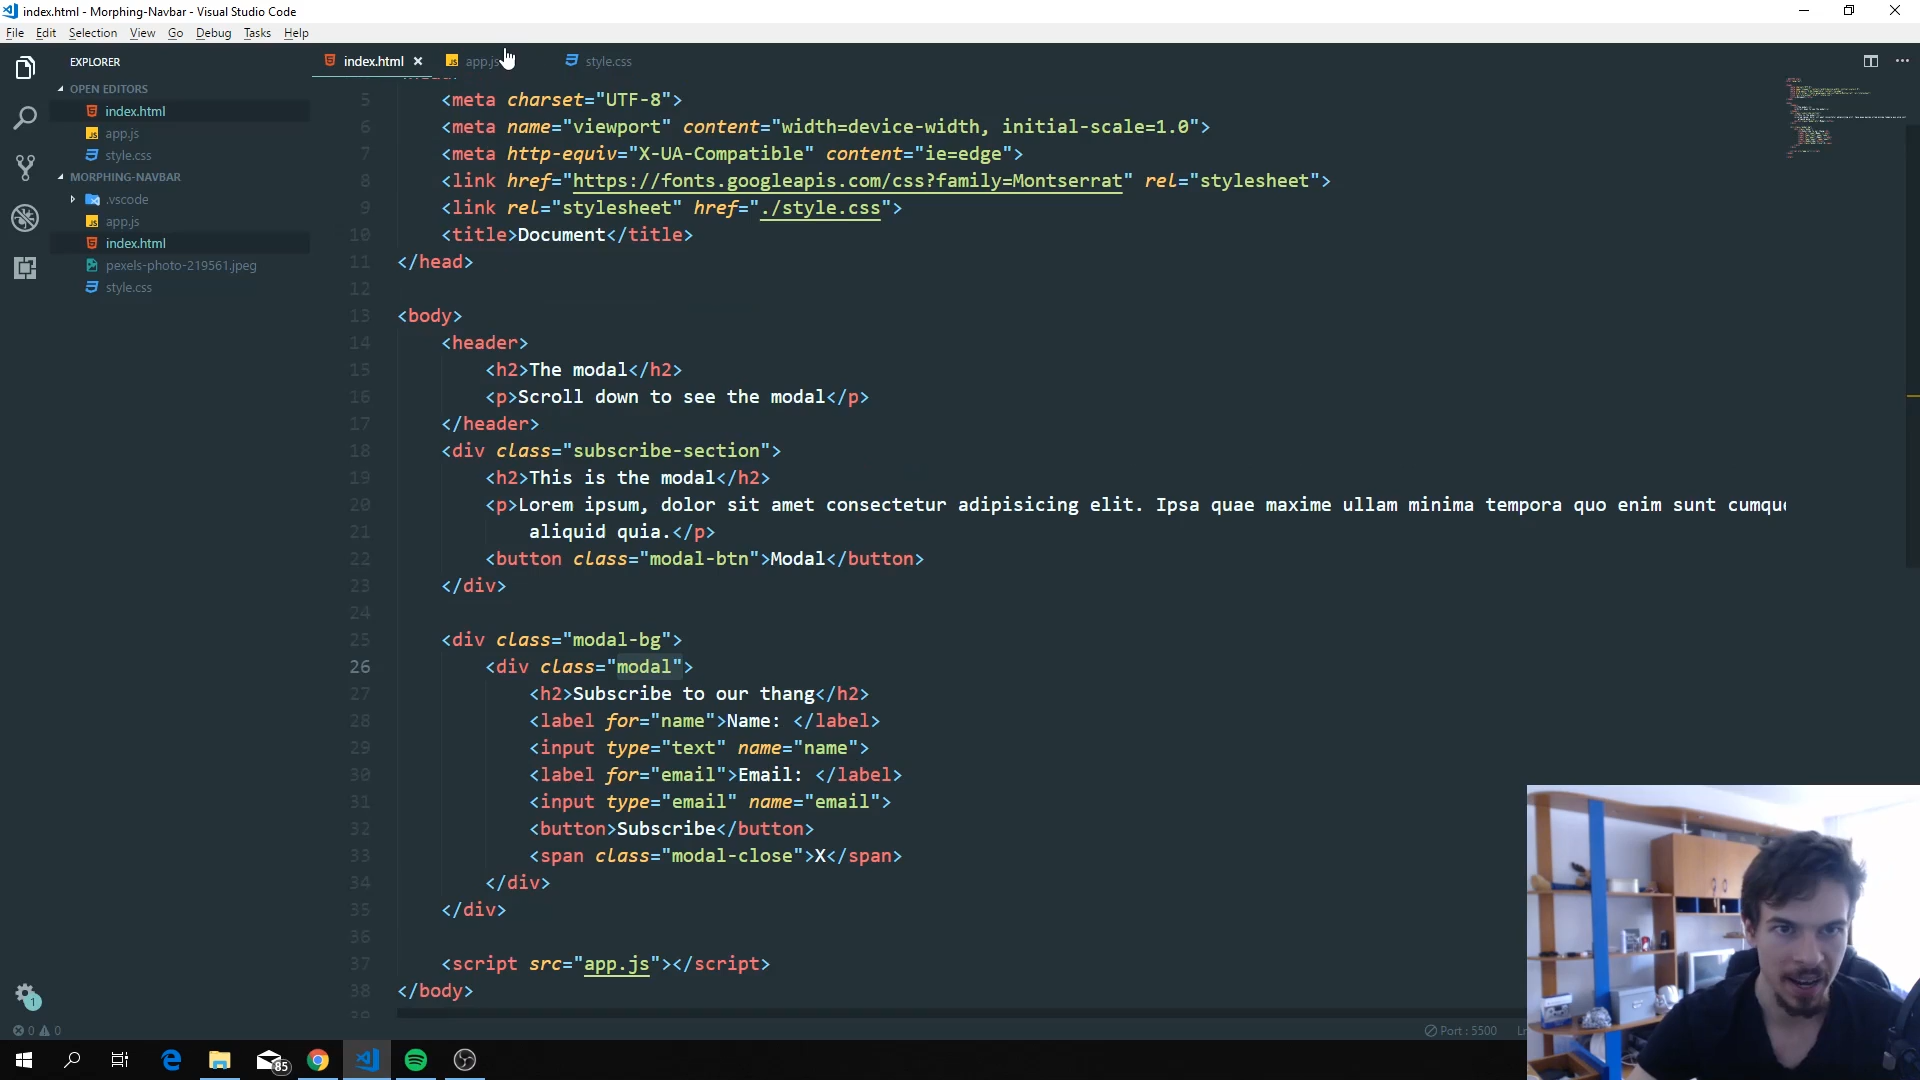 index.html - Morphing-Navbar - Visual Studio Code
File Edit Selection View Go Debug Tasks Help
EXPLORER
OPEN EDITORS
index.html
app.js
style.css
MORPHING-NAVBAR
.vscode
app.js
index.html
pexels-photo-219561.jpeg
style.css
index.html × app.js style.css
5 <meta charset="UTF-8">
6 <meta name="viewport" content="width=device-width, initial-scale=1.0">
7 <meta http-equiv="X-UA-Compatible" content="ie=edge">
8 <link href="https://fonts.googleapis.com/css?family=Montserrat" rel="stylesheet">
9 <link rel="stylesheet" href="./style.css">
10 <title>Document</title>
11 </head>
12
13 <body>
14 <header>
15 <h2>The modal</h2>
16 <p>Scroll down to see the modal</p>
17 </header>
18 <div class="subscribe-section">
19 <h2>This is the modal</h2>
20 <p>Lorem ipsum, dolor sit amet consectetur adipisicing elit. Ipsa quae maxime ullam minima tempora quo enim sunt cumque
21 aliquid quia.</p>
22 <button class="modal-btn">Modal</button>
23 </div>
24
25 <div class="modal-bg">
26 <div class="modal">
27 <h2>Subscribe to our thang</h2>
28 <label for="name">Name: </label>
29 <input type="text" name="name">
30 <label for="email">Email: </label>
31 <input type="email" name="email">
32 <button>Subscribe</button>
33 <span class="modal-close">X</span>
34 </div>
35 </div>
36
37 <script src="app.js"></script>
38 </body>
1
0 0
Port : 5500
85